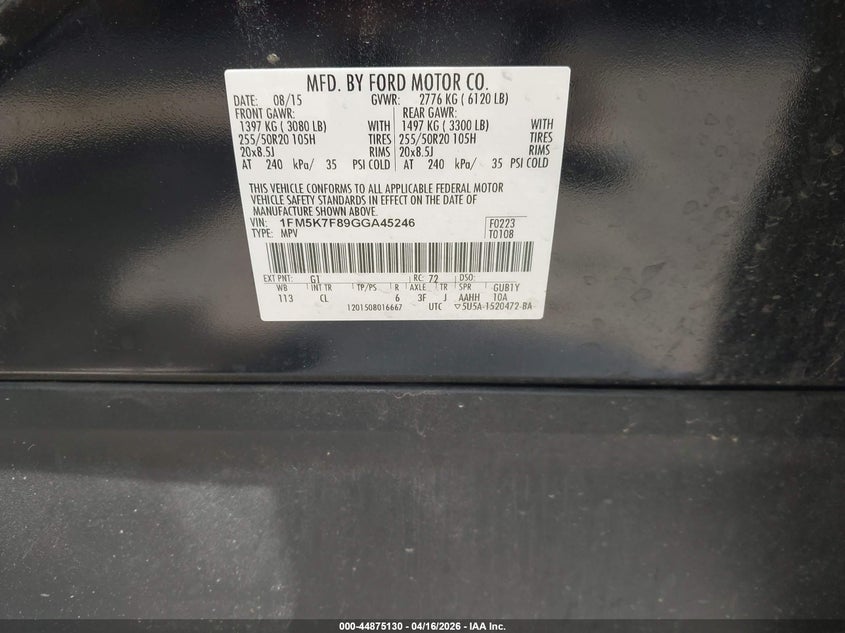 MFD. BY FORD MOTOR CO.
DATE: 08/15 GVWR: 2776 KG ( 6120 LB)
FRONT GAWR: REAR GAWR:
1397 KG ( 3080 LB) WITH 1497 KG ( 3300 LB) WITH
255/50R20 105H TIRES 255/50R20 105H TIRES
20x8.5J RIMS 20x8.5J RIMS
AT 240 kPa/ 35 PSI COLD AT 240 kPa/ 35 PSI COLD
THIS VEHICLE CONFORMS TO ALL APPLICABLE FEDERAL MOTOR
VEHICLE SAFETY STANDARDS IN EFFECT ON THE DATE OF
MANUFACTURE SHOWN ABOVE.
VIN: 1FM5K7F89GGA45246 F0223
TYPE: MPV T0108
EXT PNT: G1 RC: 72 DSO:
WB INT TR TP/PS R AXLE TR SPR GUB1Y
113 CL 6 3F J AAHH 10A
1201508016667 UTC ▽5U5A-1520472-BA
000-44875130 - 04/16/2026 - IAA Inc.